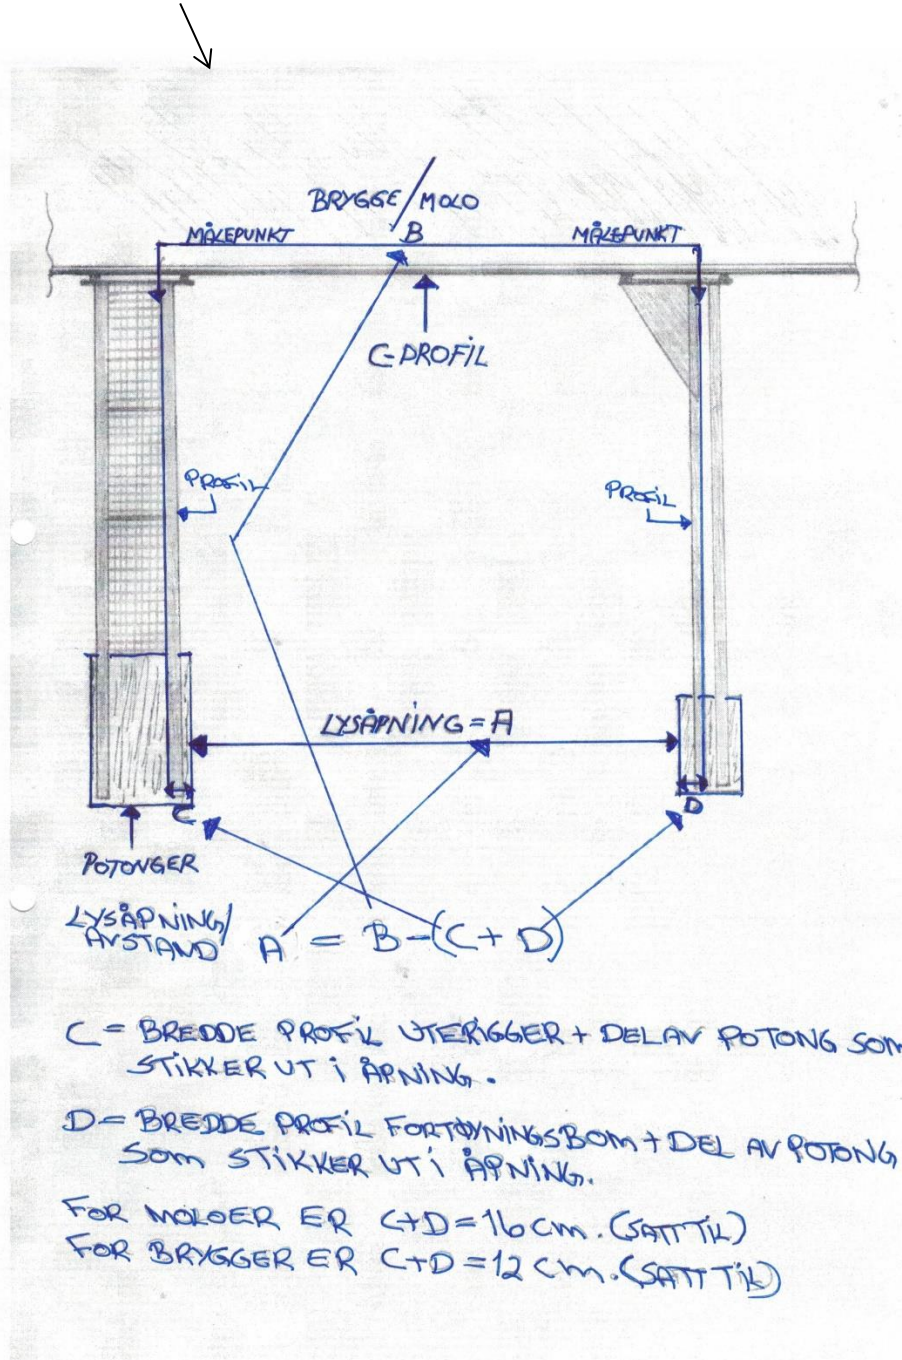 BRYGGE/MOLO
MÅLEPUNKT B MÅLEPUNKT
C-PROFIL
PROFIL
PROFIL
LYSÅPNING = A
C D
POTONGER
LYSÅPNING/
AVSTAND A = B-(C+D)
C = BREDDE PROFIL UTERIGGER + DEL AV POTONG SOM
STIKKER UT I ÅPNING.
D = BREDDE PROFIL FORTØYNINGSBOM + DEL AV POTONG
SOM STIKKER UT I ÅPNING.
FOR MOLOER ER C+D=16 cm. (SATT TIL)
FOR BRYGGER ER C+D=12 cm. (SATT TIL)